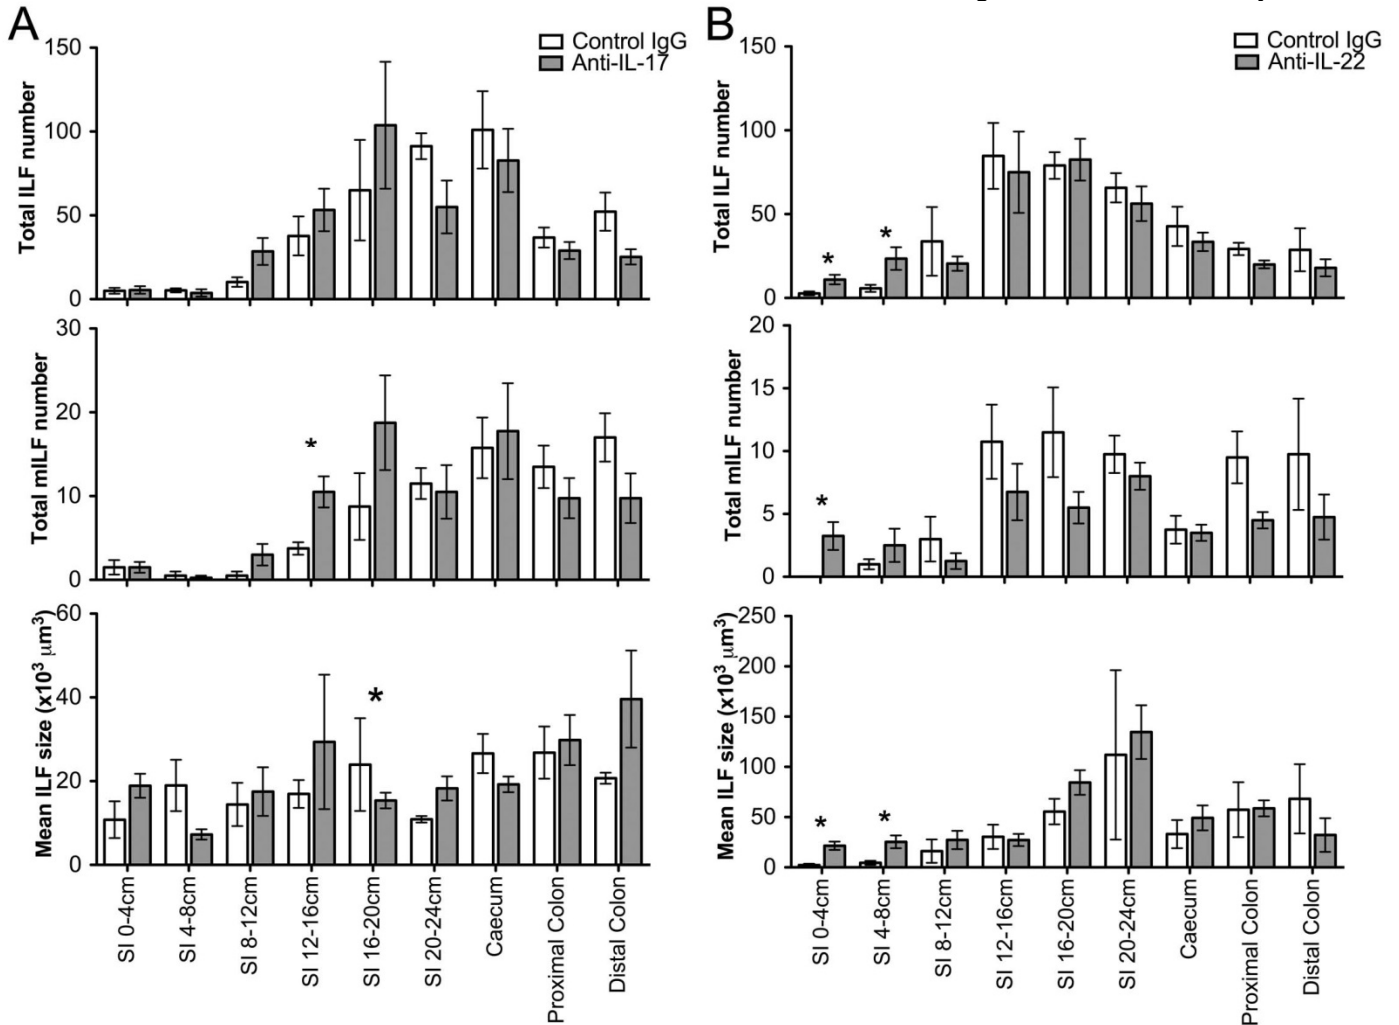 A
Control IgG
Anti-IL-17
Total ILF number
150
100
50
0
Total mILF number
30
20
10
0
*
Mean ILF size (x10³ μm³)
60
40
20
0
*
SI 0-4cm
SI 4-8cm
SI 8-12cm
SI 12-16cm
SI 16-20cm
SI 20-24cm
Caecum
Proximal Colon
Distal Colon
B
Control IgG
Anti-IL-22
Total ILF number
150
100
50
0
*
*
Total mILF number
20
15
10
5
0
*
Mean ILF size (x10³ μm³)
250
200
150
100
50
0
*
*
SI 0-4cm
SI 4-8cm
SI 8-12cm
SI 12-16cm
SI 16-20cm
SI 20-24cm
Caecum
Proximal Colon
Distal Colon